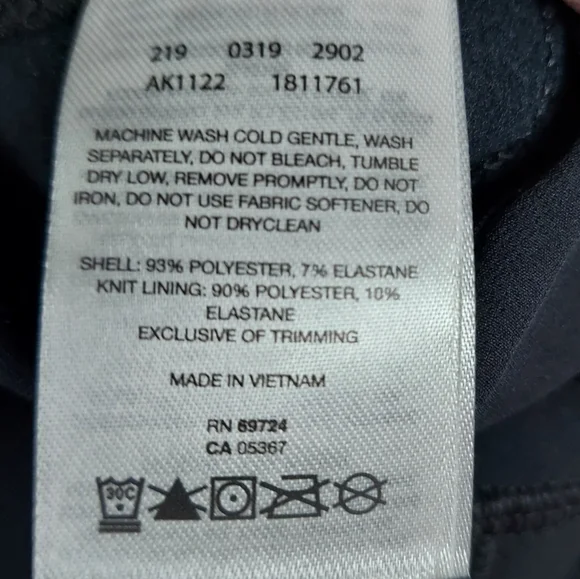 219 0319 2902
AK1122 1811761
MACHINE WASH COLD GENTLE, WASH
SEPARATELY, DO NOT BLEACH, TUMBLE
DRY LOW, REMOVE PROMPTLY, DO NOT
IRON, DO NOT USE FABRIC SOFTENER, DO
NOT DRYCLEAN
SHELL: 93% POLYESTER, 7% ELASTANE
KNIT LINING: 90% POLYESTER, 10%
ELASTANE
EXCLUSIVE OF TRIMMING
MADE IN VIETNAM
RN 69724
CA 05367
30C